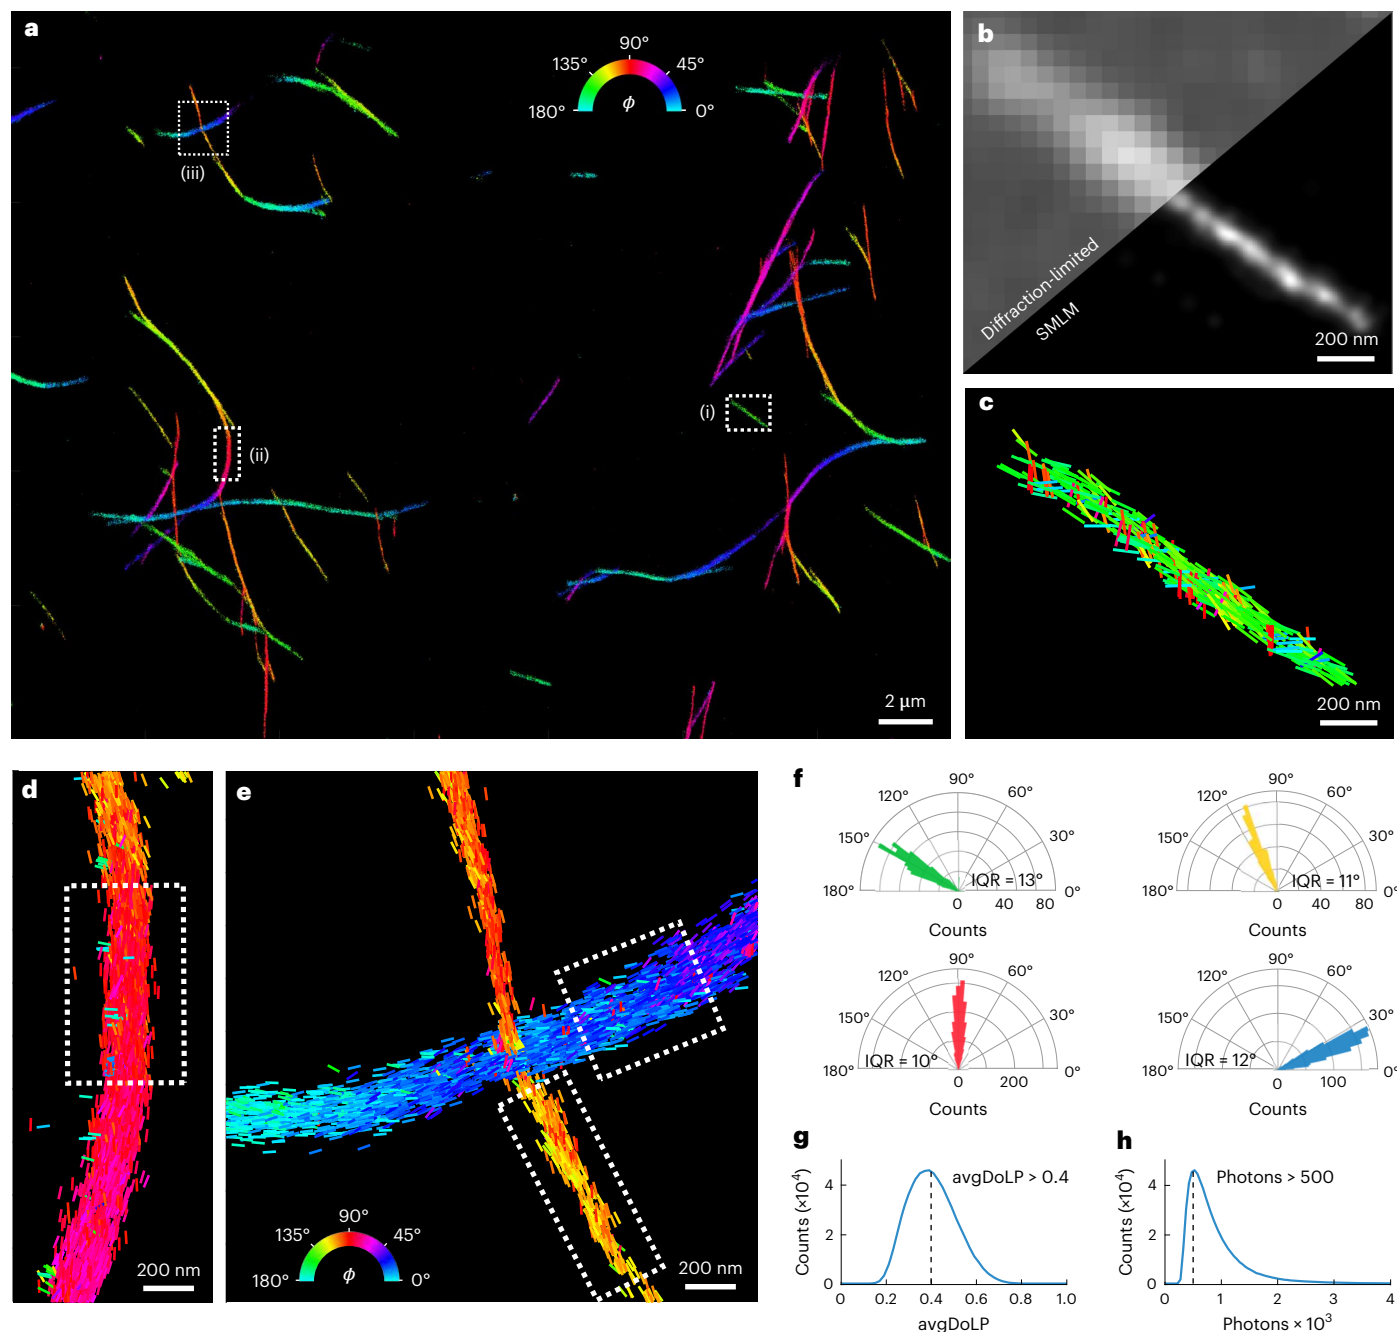 a
90°
135°
45°
180°
ϕ
0°
(iii)
(i)
(ii)
2 µm
b
Diffraction-limited
SMLM
200 nm
c
200 nm
d
200 nm
e
90°
135°
45°
180°
ϕ
0°
200 nm
f
90°
120°
60°
150°
30°
IQR = 13°
180°
0°
0 40 80
Counts
90°
120°
60°
150°
30°
IQR = 11°
180°
0°
0 40 80
Counts
90°
120°
60°
150°
30°
IQR = 10°
180°
0°
0 200
Counts
90°
120°
60°
150°
30°
IQR = 12°
180°
0 100
Counts
g
avgDoLP > 0.4
Counts (×10⁴)
4
2
0
0 0.2 0.4 0.6 0.8 1.0
avgDoLP
h
Photons > 500
Counts (×10⁴)
4
2
0
0 1 2 3 4
Photons × 10³